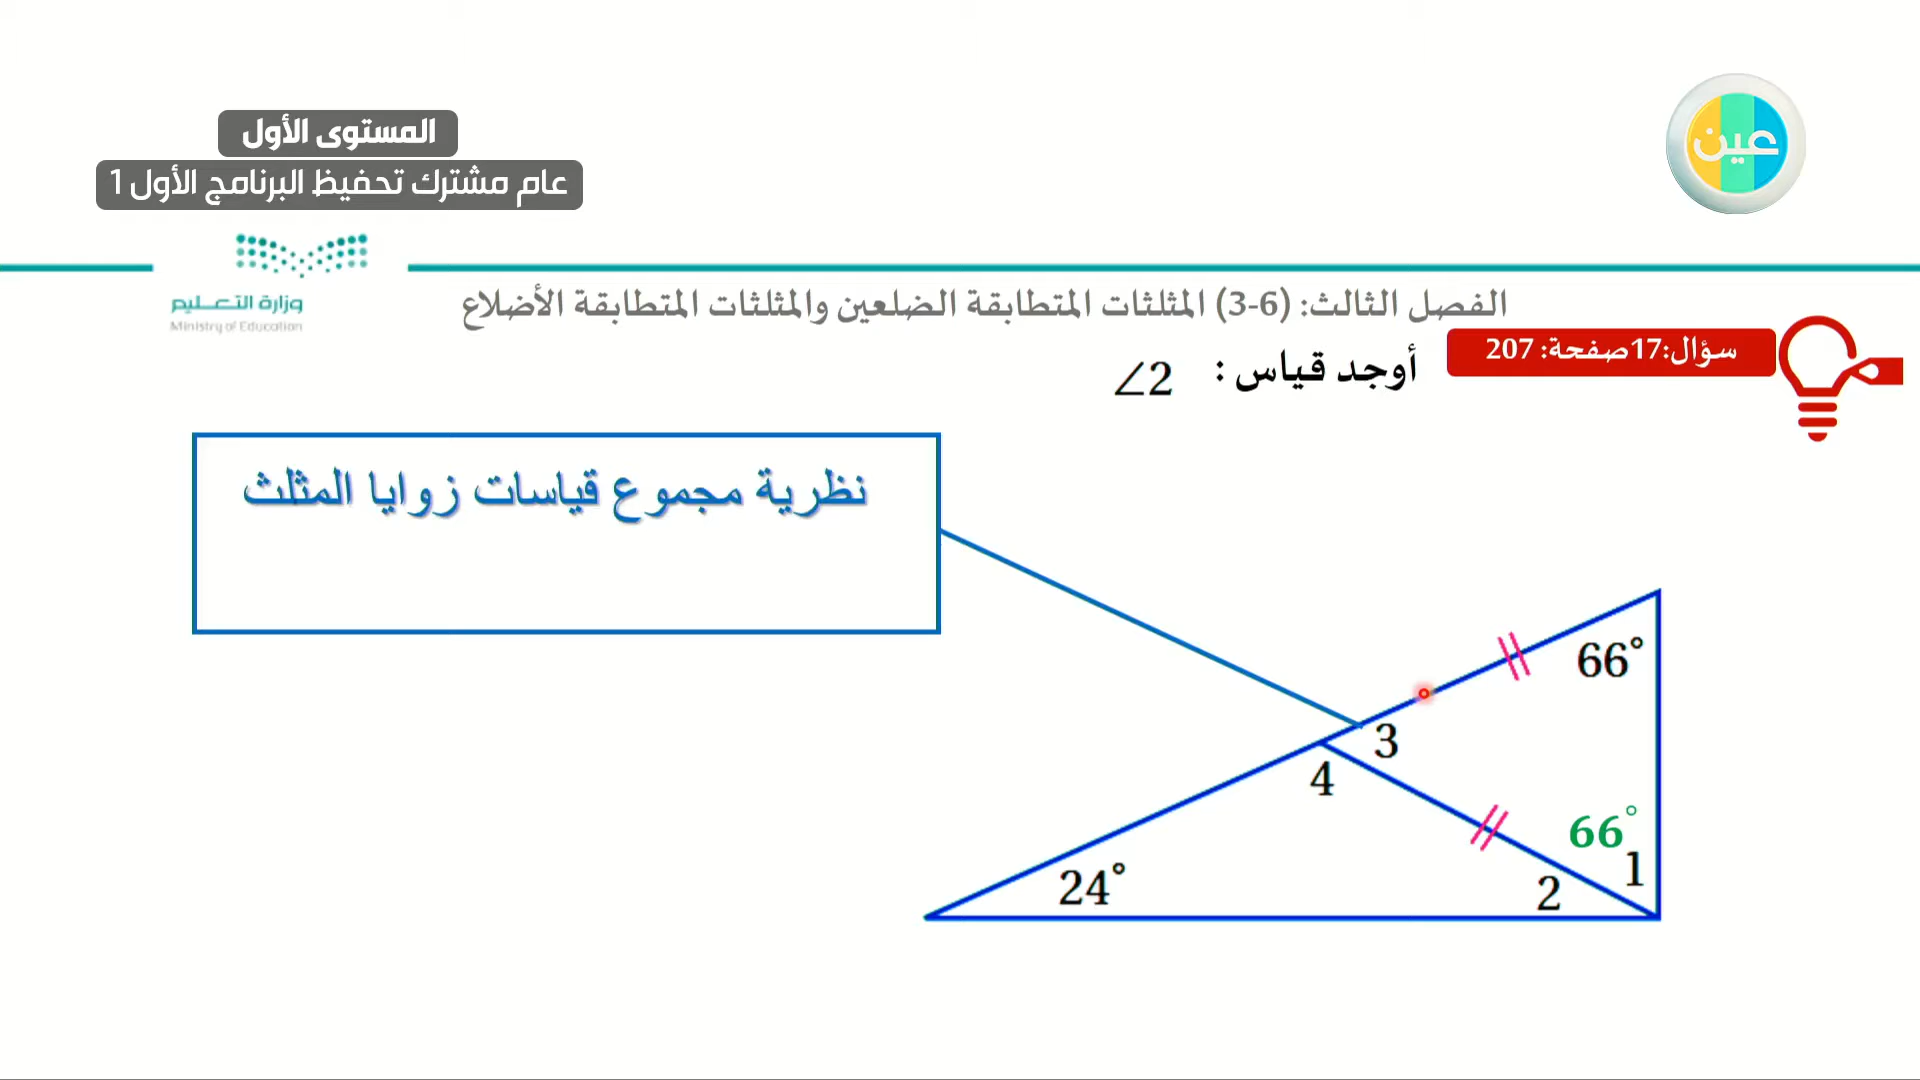 عين
المستوى الأول
عام مشترك تحفيظ البرنامج الأول 1
وزارة التعليم
Ministry of Education
الفصل الثالث: (6-3) المثلثات المتطابقة الضلعين والمثلثات المتطابقة الأضلاع
سؤال:17صفحة: 207
أوجد قياس : ∠2
نظرية مجموع قياسات زوايا المثلث
66°
3
4
66°
1
24°
2